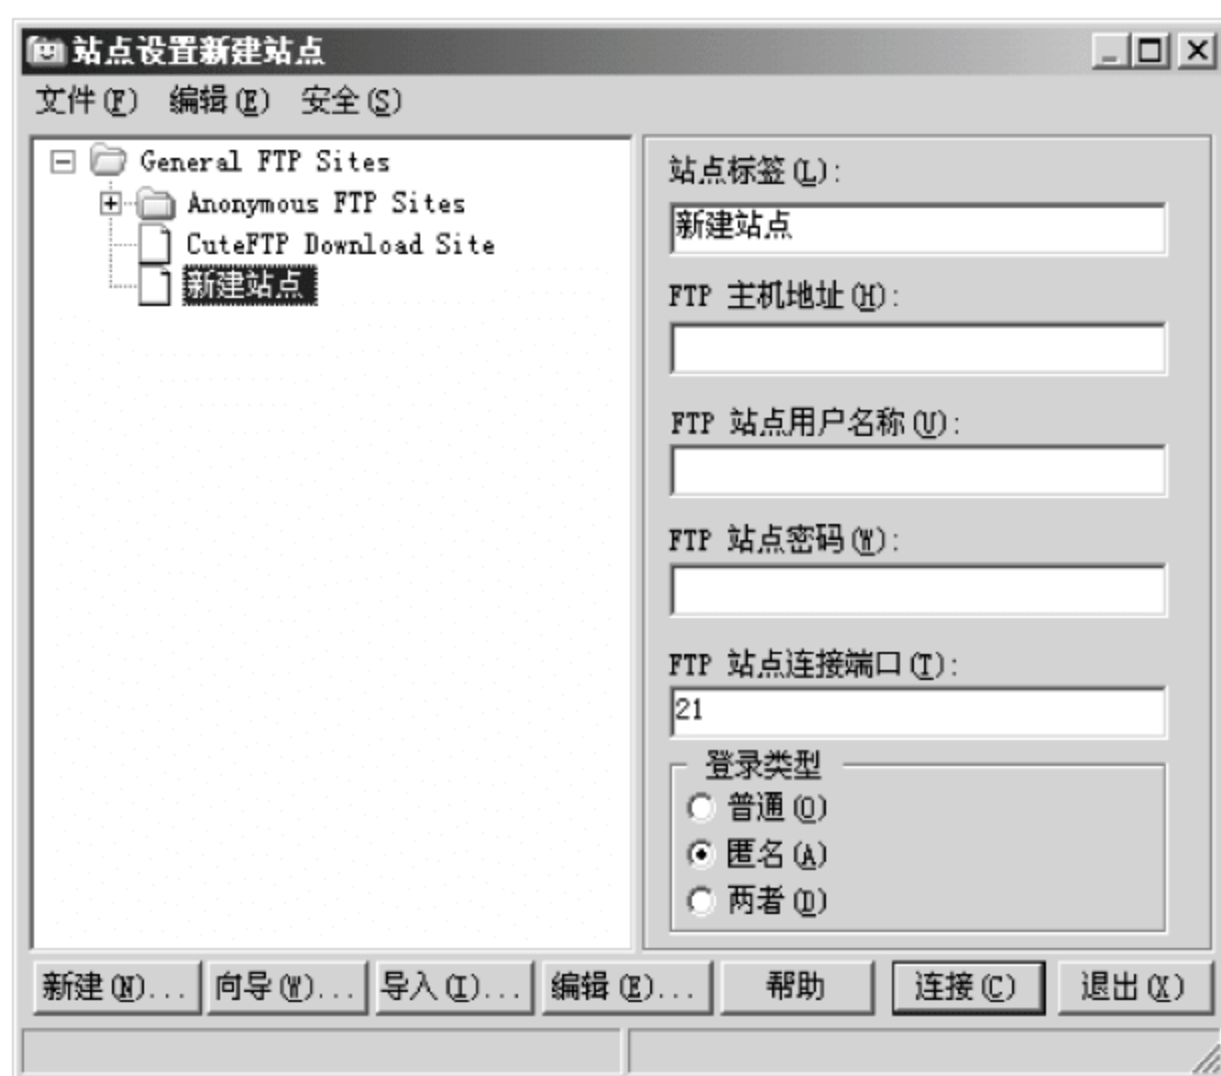 站点设置新建站点
文件(F) 编辑(E) 安全(S)
General FTP Sites
Anonymous FTP Sites
CuteFTP Download Site
新建站点
站点标签(L):
新建站点
FTP 主机地址(H):
FTP 站点用户名称(U):
FTP 站点密码(W):
FTP 站点连接端口(T):
21
登录类型
普通(O)
匿名(A)
两者(D)
新建(N)... 向导(W)... 导入(I)... 编辑(E)... 帮助 连接(C) 退出(X)